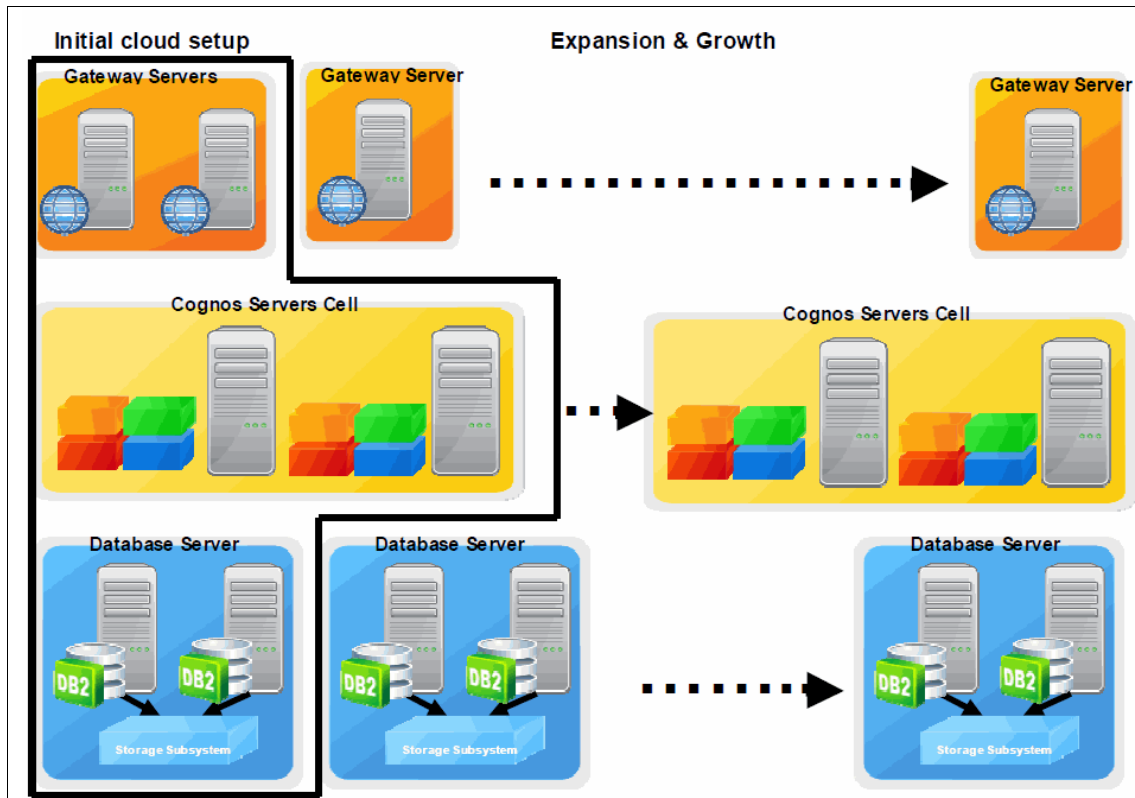 Initial cloud setup
Expansion & Growth
Gateway Servers
Gateway Server
Gateway Server
Cognos Servers Cell
Cognos Servers Cell
Database Server
Database Server
Database Server
DB2
DB2
DB2
DB2
DB2
DB2
Storage Subsystem
Storage Subsystem
Storage Subsystem